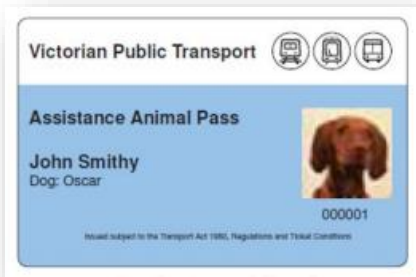 Victorian Public Transport
Assistance Animal Pass
John Smithy
Dog: Oscar
000001
Issued subject to the Transport Act 1983, Regulations and Ticket Conditions